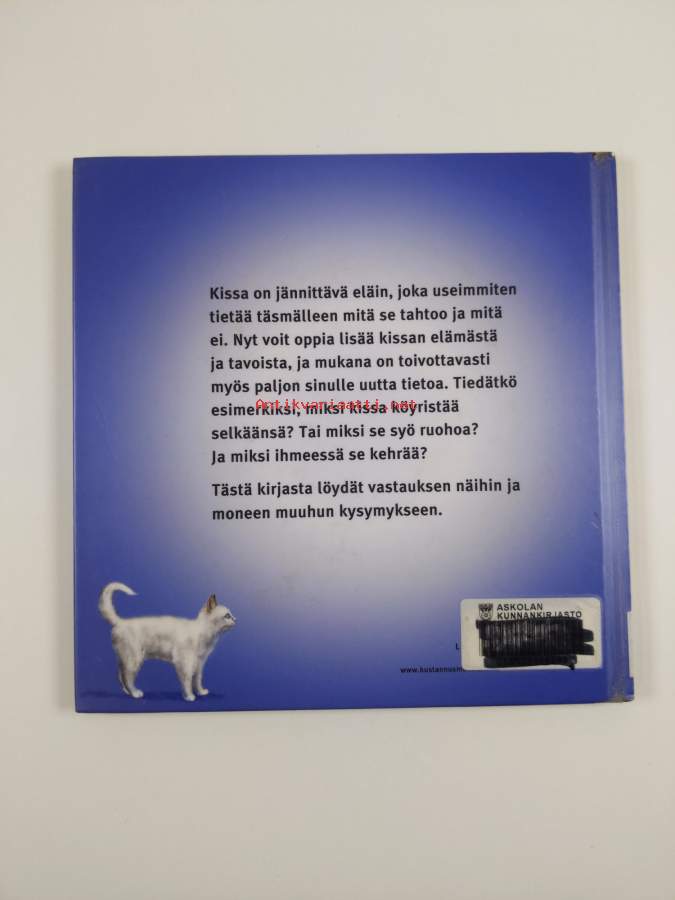 Kissa on jännittävä eläin, joka useimmiten
tietää täsmälleen mitä se tahtoo ja mitä
ei. Nyt voit oppia lisää kissan elämästä
ja tavoista, ja mukana on toivottavasti
myös paljon sinulle uutta tietoa. Tiedätkö
Antikvariaatti.net
esimerkiksi, miksi kissa köyristää
selkäänsä? Tai miksi se syö ruohoa?
Ja miksi ihmeessä se kehrää?
Tästä kirjasta löydät vastauksen näihin ja
moneen muuhun kysymykseen.
ASKOLAN
KUNNANKIRJASTO
L